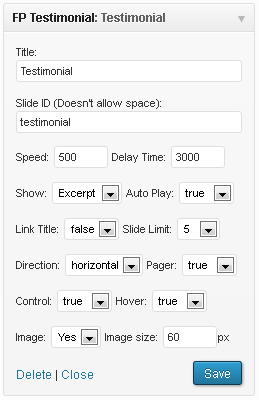 FP Testimonial: Testimonial
Title:
Testimonial
Slide ID (Doesn't allow space):
testimonial
Speed: 500 Delay Time: 3000
Show: Excerpt Auto Play: true
Link Title: false Slide Limit: 5
Direction: horizontal Pager: true
Control: true Hover: true
Image: Yes Image size: 60 px
Delete | Close Save